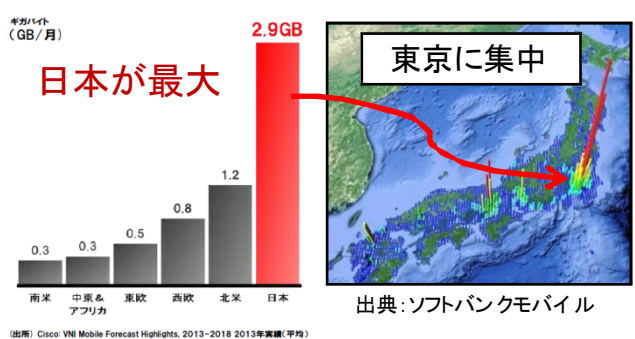 ギガバイト
(GB/月)
2.9GB
日本が最大
東京に集中
1.2
0.8
0.5
0.3
0.3
南米
中東&
アフリカ
東欧
西欧
北米
日本
出典:ソフトバンクモバイル
(出所) Cisco: VNI Mobile Forecast Highlights, 2013-2018 2013年実績(平均)